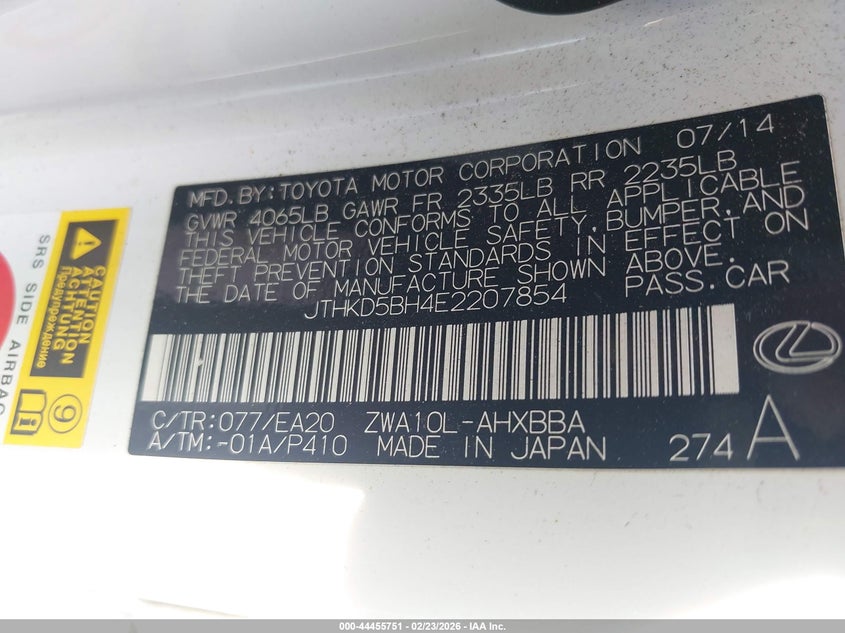 MFD.BY:TOYOTA MOTOR CORPORATION 07/14
GVWR 4065LB GAWR FR 2335LB RR 2235LB
THIS VEHICLE CONFORMS TO ALL APPLICABLE
FEDERAL MOTOR VEHICLE SAFETY,BUMPER,AND
THEFT PREVENTION STANDARDS IN EFFECT ON
THE DATE OF MANUFACTURE SHOWN ABOVE.
JTHKD5BH4E2207854 PASS.CAR
C/TR:077/EA20 ZWA10L-AHXBBA
A/TM:-01A/P410 MADE IN JAPAN 274 A
SRS SIDE AIRBAG
CAUTION
ATTENTION
ACHTUNG
Предупреждение
9
000-44455751 / 02/23/2026 - IAA Inc.